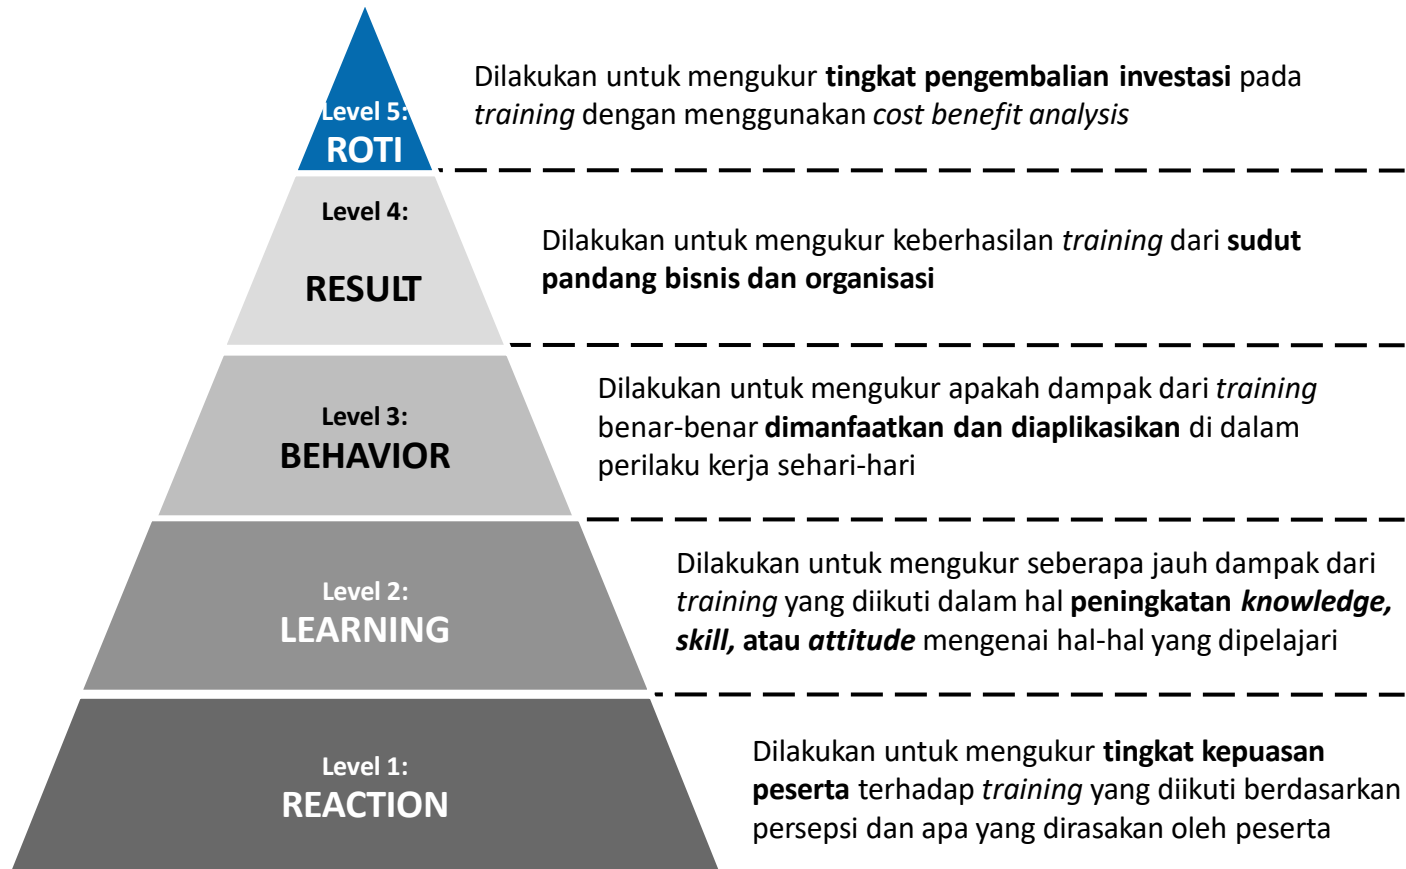 Level 5:
ROTI
Dilakukan untuk mengukur tingkat pengembalian investasi pada
training dengan menggunakan cost benefit analysis
Level 4:
RESULT
Dilakukan untuk mengukur keberhasilan training dari sudut
pandang bisnis dan organisasi
Level 3:
BEHAVIOR
Dilakukan untuk mengukur apakah dampak dari training
benar-benar dimanfaatkan dan diaplikasikan di dalam
perilaku kerja sehari-hari
Level 2:
LEARNING
Dilakukan untuk mengukur seberapa jauh dampak dari
training yang diikuti dalam hal peningkatan knowledge,
skill, atau attitude mengenai hal-hal yang dipelajari
Level 1:
REACTION
Dilakukan untuk mengukur tingkat kepuasan
peserta terhadap training yang diikuti berdasarkan
persepsi dan apa yang dirasakan oleh peserta